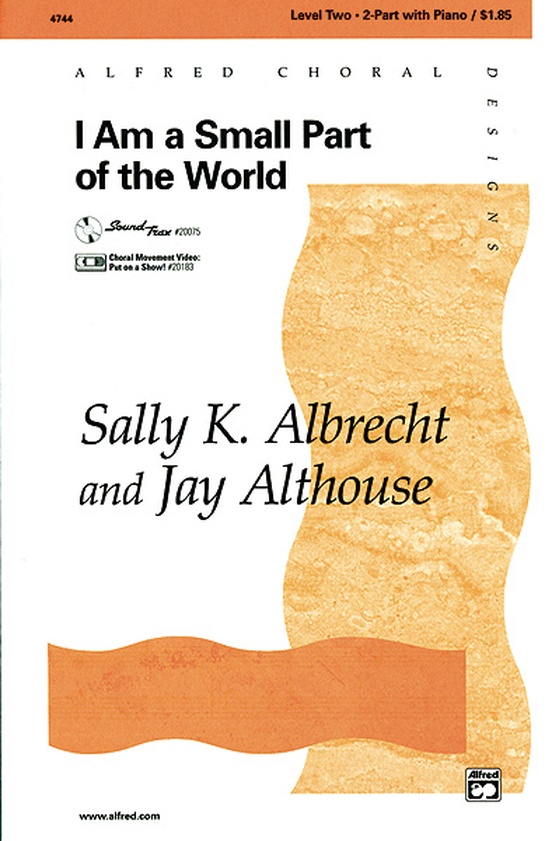 4744
Level Two • 2-Part with Piano / $1.85
ALFRED CHORAL
DESIGNS
I Am a Small Part
of the World
SoundTrax #20075
Choral Movement Video:
Put on a Show! #20183
Sally K. Albrecht
and Jay Althouse
Alfred
www.alfred.com